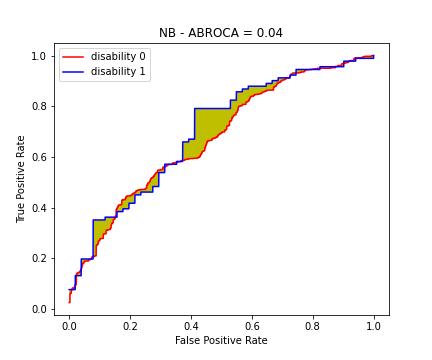 NB - ABROCA = 0.04
disability 0
disability 1
True Positive Rate
1.0
0.8
0.6
0.4
0.2
0.0
0.0 0.2 0.4 0.6 0.8 1.0
False Positive Rate